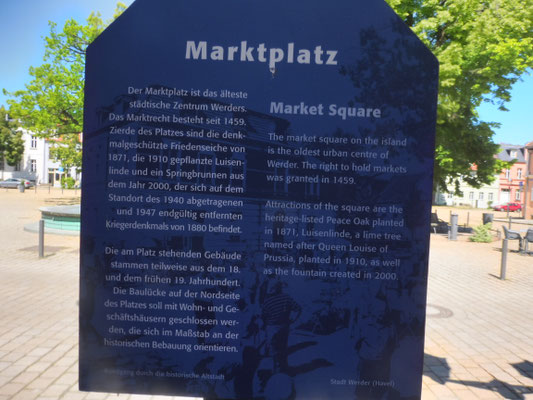 Marktplatz
Der Marktplatz ist das älteste
städtische Zentrum Werders.
Das Marktrecht besteht seit 1459.
Zierde des Platzes sind die denk-
malgeschützte Friedenseiche von
1871, die 1910 gepflanzte Luisen-
linde und ein Springbrunnen aus
dem Jahr 2000, der sich auf dem
Standort des 1940 abgetragenen
und 1947 endgültig entfernten
Kriegerdenkmals von 1880 befindet.
Die am Platz stehenden Gebäude
stammen teilweise aus dem 18.
und dem frühen 19. Jahrhundert.
Die Baulücke auf der Nordseite
des Platzes soll mit Wohn- und Ge-
schäftshäusern geschlossen wer-
den, die sich im Maßstab an der
historischen Bebauung orientieren.
Rundgang durch die historische Altstadt
Market Square
The market square on the island
is the oldest urban centre of
Werder. The right to hold markets
was granted in 1459.
Attractions of the square are the
heritage-listed Peace Oak planted
in 1871, Luisenlinde, a lime tree
named after Queen Louise of
Prussia, planted in 1910, as well
as the fountain created in 2000.
Stadt Werder (Havel)